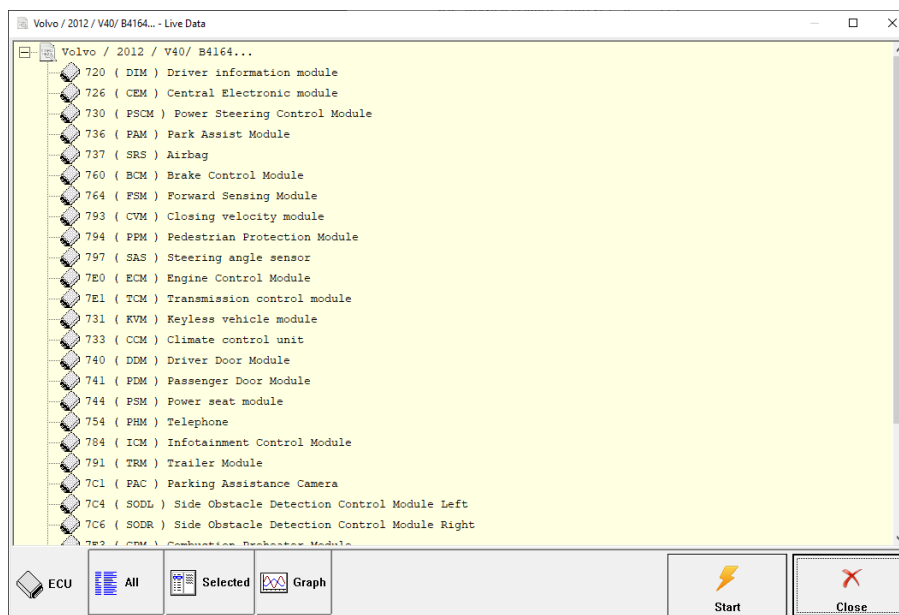 Volvo / 2012 / V40/ B4164... - Live Data
Volvo / 2012 / V40/ B4164...
720 ( DIM ) Driver information module
726 ( CEM ) Central Electronic module
730 ( PSCM ) Power Steering Control Module
736 ( PAM ) Park Assist Module
737 ( SRS ) Airbag
760 ( BCM ) Brake Control Module
764 ( FSM ) Forward Sensing Module
793 ( CVM ) Closing velocity module
794 ( PPM ) Pedestrian Protection Module
797 ( SAS ) Steering angle sensor
7E0 ( ECM ) Engine Control Module
7E1 ( TCM ) Transmission control module
731 ( KVM ) Keyless vehicle module
733 ( CCM ) Climate control unit
740 ( DDM ) Driver Door Module
741 ( PDM ) Passenger Door Module
744 ( PSM ) Power seat module
754 ( PHM ) Telephone
784 ( ICM ) Infotainment Control Module
791 ( TRM ) Trailer Module
7C1 ( PAC ) Parking Assistance Camera
7C4 ( SODL ) Side Obstacle Detection Control Module Left
7C6 ( SODR ) Side Obstacle Detection Control Module Right
7E3 ( CPM ) Combustion Preheater Module
ECU
All
Selected
Graph
Start
Close